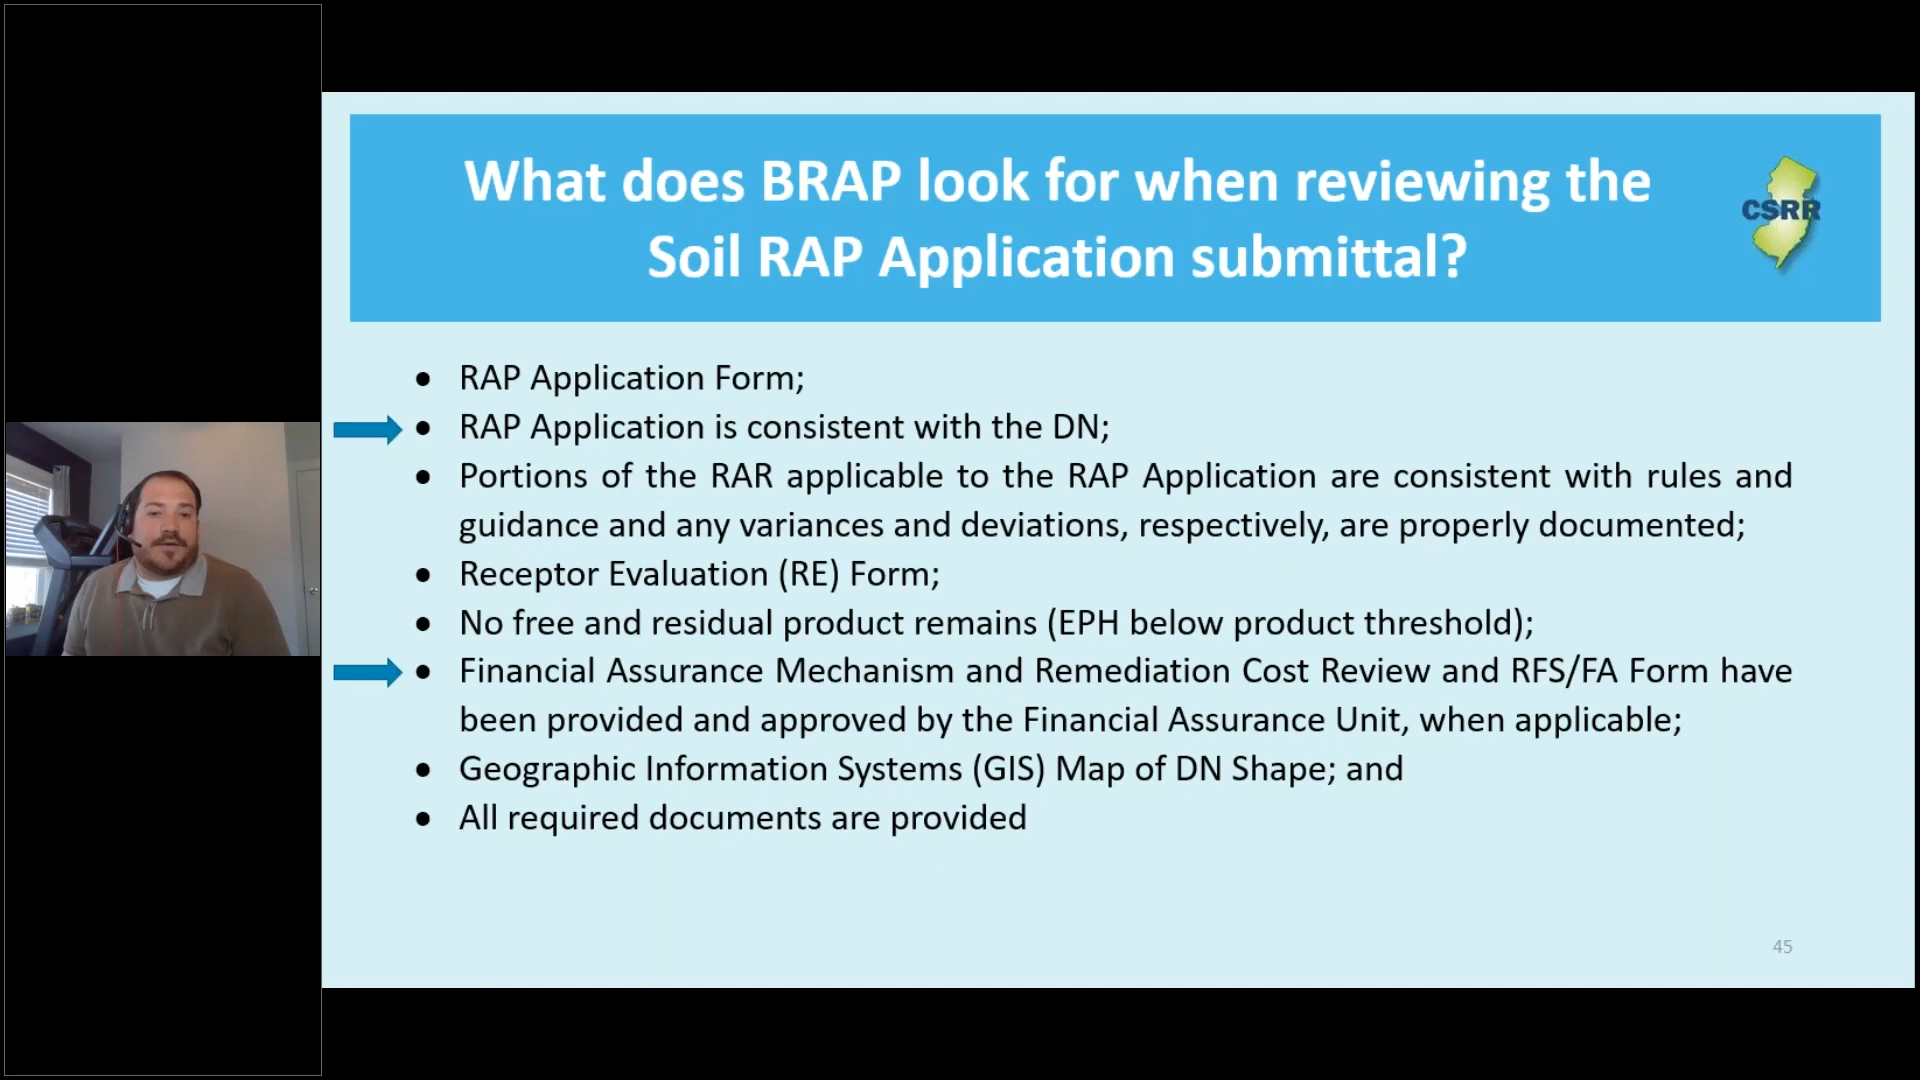 What does BRAP look for when reviewing the
Soil RAP Application submittal?
CSRR
• RAP Application Form;
• RAP Application is consistent with the DN;
• Portions of the RAR applicable to the RAP Application are consistent with rules and
guidance and any variances and deviations, respectively, are properly documented;
• Receptor Evaluation (RE) Form;
• No free and residual product remains (EPH below product threshold);
• Financial Assurance Mechanism and Remediation Cost Review and RFS/FA Form have
been provided and approved by the Financial Assurance Unit, when applicable;
• Geographic Information Systems (GIS) Map of DN Shape; and
• All required documents are provided
45